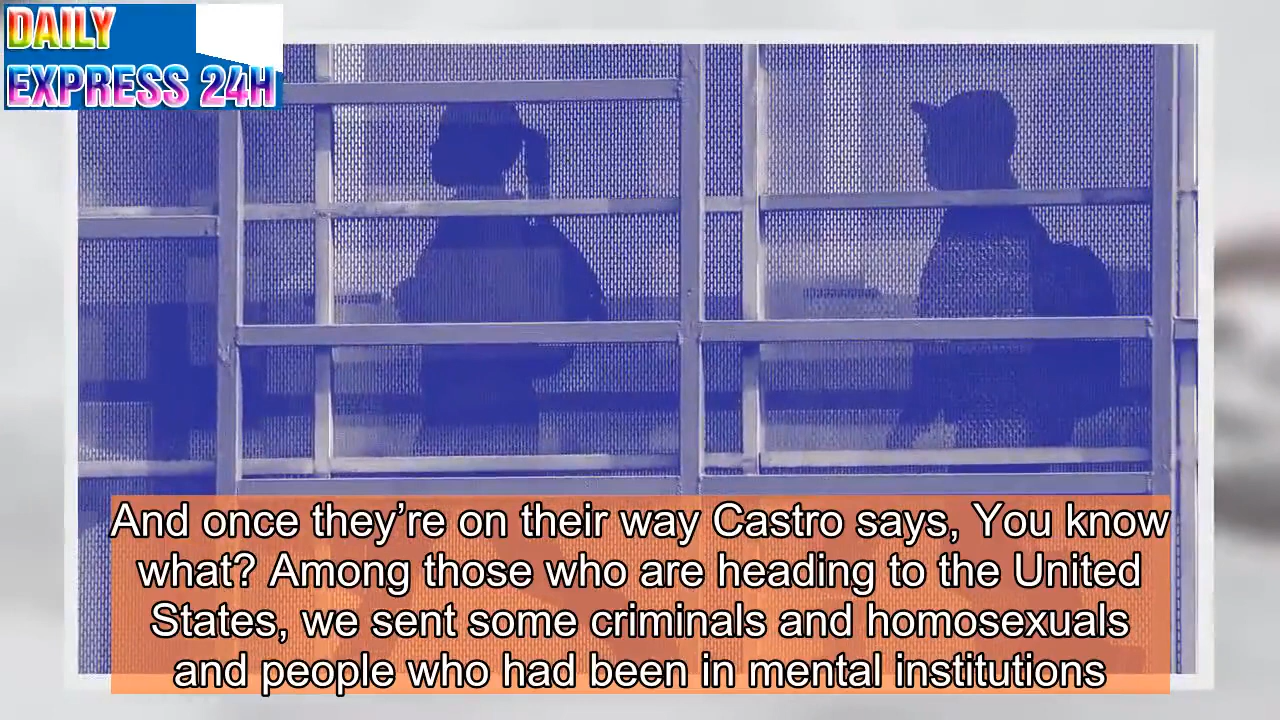 DAILY
EXPRESS 24H
And once they’re on their way Castro says, You know
what? Among those who are heading to the United
States, we sent some criminals and homosexuals
and people who had been in mental institutions